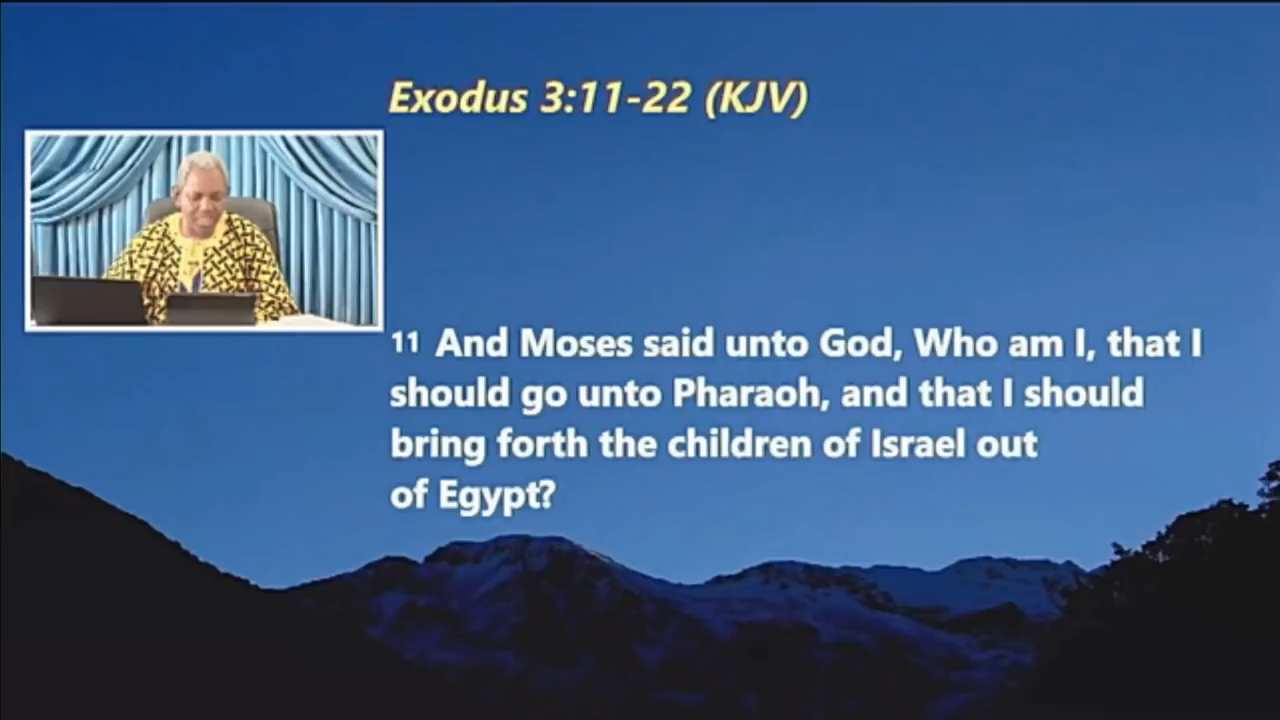 Exodus 3:11-22 (KJV)
11 And Moses said unto God, Who am I, that I
should go unto Pharaoh, and that I should
bring forth the children of Israel out
of Egypt?